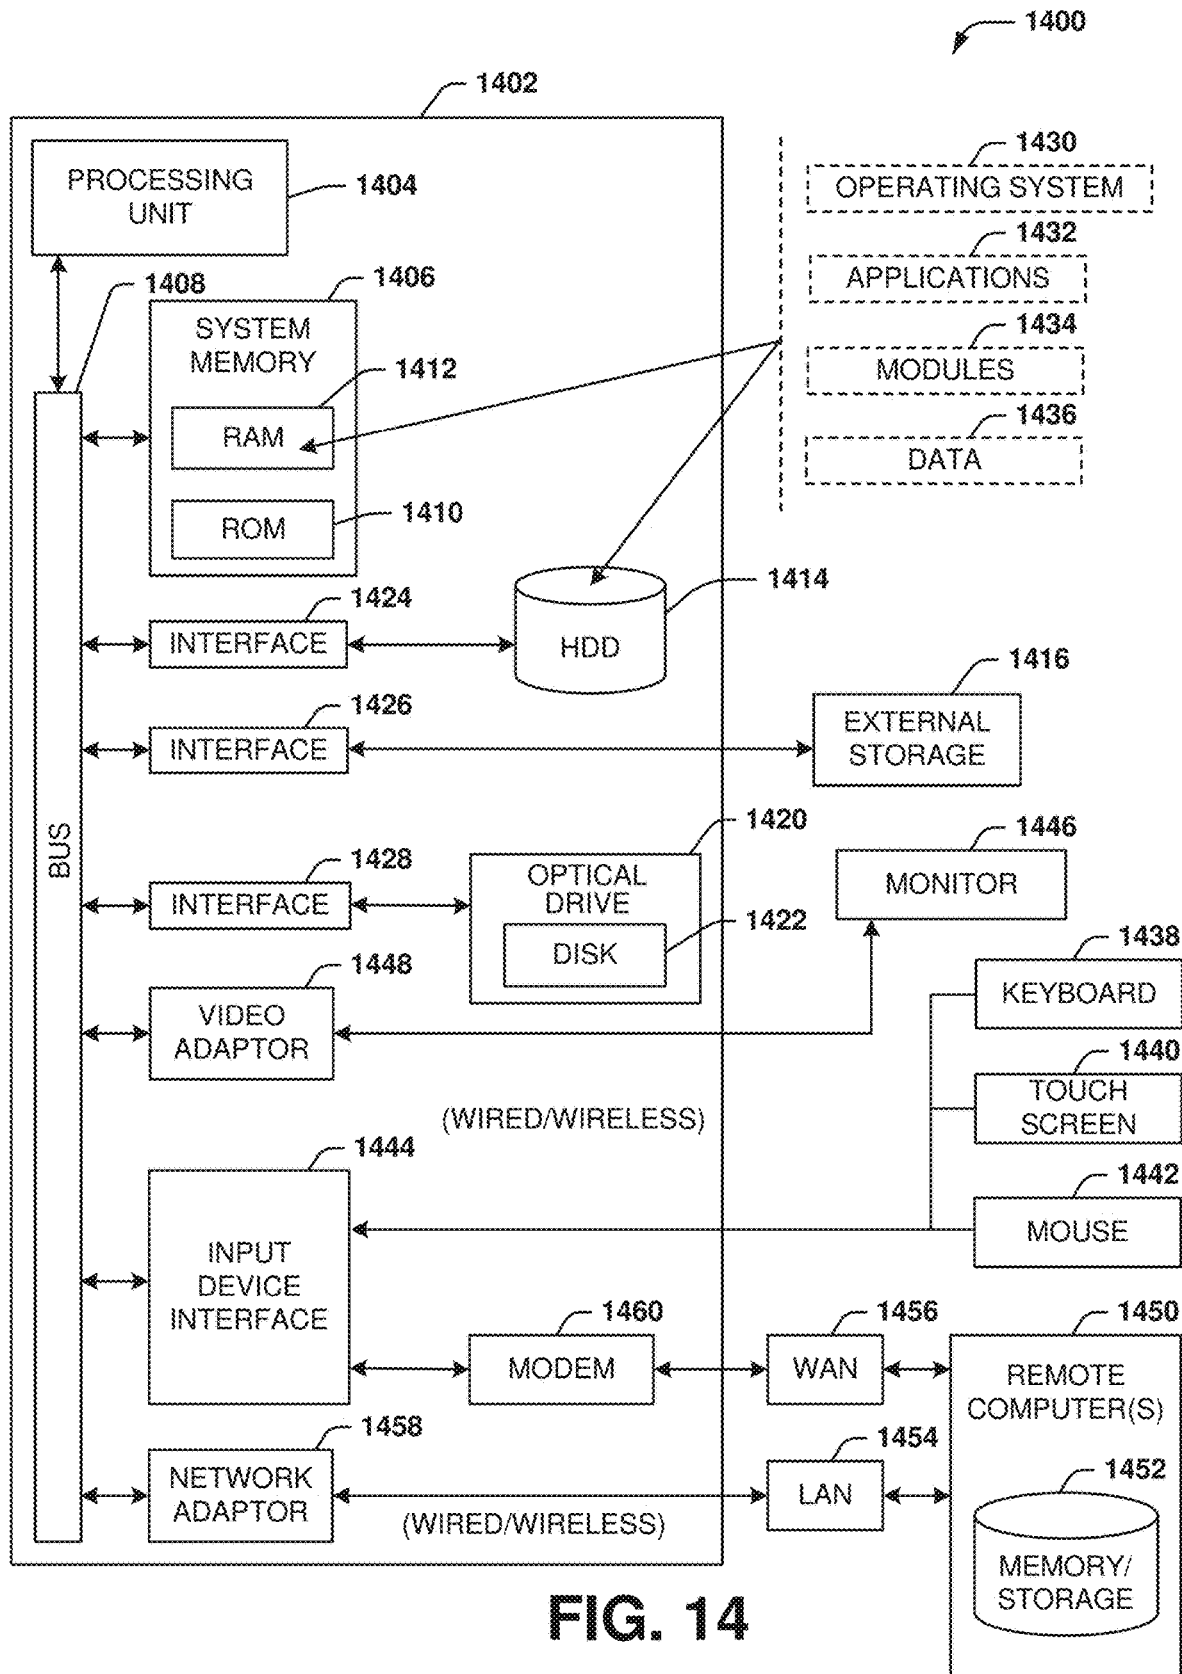 1400
1402
PROCESSING
UNIT
1404
1430
OPERATING SYSTEM
1432
APPLICATIONS
1434
MODULES
1436
DATA
1408
1406
SYSTEM
MEMORY
1412
RAM
ROM
1410
1424
INTERFACE
1414
HDD
1426
INTERFACE
1416
EXTERNAL
STORAGE
BUS
1428
INTERFACE
1420
OPTICAL
DRIVE
1422
DISK
1446
MONITOR
1448
VIDEO
ADAPTOR
1438
KEYBOARD
1440
TOUCH
SCREEN
1442
MOUSE
(WIRED/WIRELESS)
1444
INPUT
DEVICE
INTERFACE
1460
MODEM
1456
WAN
1450
REMOTE
COMPUTER(S)
1458
NETWORK
ADAPTOR
(WIRED/WIRELESS)
1454
LAN
1452
MEMORY/
STORAGE
FIG. 14